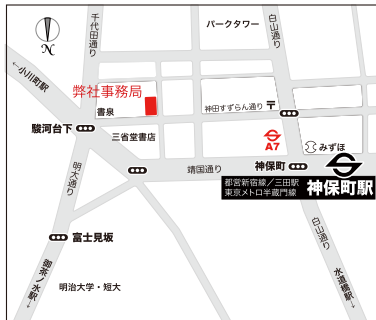 千代田通り
パークタワー
白山通り
N
←小川町駅
弊社事務局
書泉
神田すずらん通り
〒
駿河台下
三省堂書店
A7
みずほ
神保町
靖国通り
都営新宿線／三田駅
東京メトロ半蔵門線
神保町駅
明大通り
白山通り
富士見坂
御茶ノ水駅→
明治大学・短大
水道橋駅→